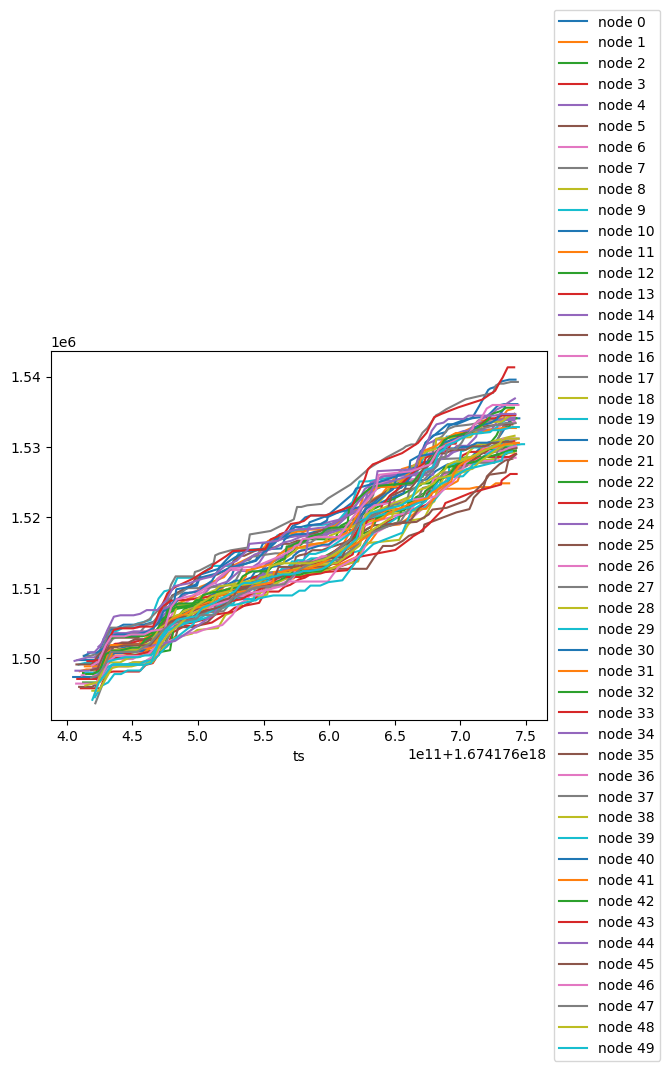 1e6
1.54
1.53
1.52
1.51
1.50
4.0 4.5 5.0 5.5 6.0 6.5 7.0 7.5
ts
1e11+1.674176e18
node 0
node 1
node 2
node 3
node 4
node 5
node 6
node 7
node 8
node 9
node 10
node 11
node 12
node 13
node 14
node 15
node 16
node 17
node 18
node 19
node 20
node 21
node 22
node 23
node 24
node 25
node 26
node 27
node 28
node 29
node 30
node 31
node 32
node 33
node 34
node 35
node 36
node 37
node 38
node 39
node 40
node 41
node 42
node 43
node 44
node 45
node 46
node 47
node 48
node 49